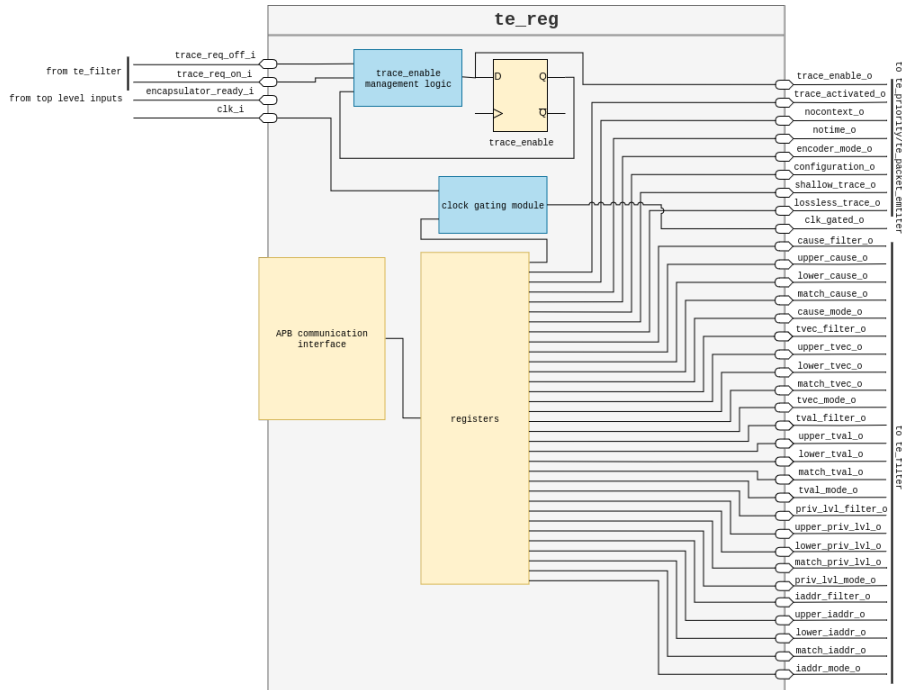 te_reg
trace_req_off_i
from te_filter
trace_req_on_i
encapsulator_ready_i
from top level inputs
clk_i
trace_enable
management logic
D
Q
Q
trace_enable
clock gating module
APB communication
interface
registers
trace_enable_o
trace_activated_o
nocontext_o
notime_o
encoder_mode_o
configuration_o
shallow_trace_o
lossless_trace_o
clk_gated_o
to te_priority/te_packet_emitter
cause_filter_o
upper_cause_o
lower_cause_o
match_cause_o
cause_mode_o
tvec_filter_o
upper_tvec_o
lower_tvec_o
match_tvec_o
tvec_mode_o
tval_filter_o
upper_tval_o
lower_tval_o
match_tval_o
tval_mode_o
priv_lvl_filter_o
upper_priv_lvl_o
lower_priv_lvl_o
match_priv_lvl_o
priv_lvl_mode_o
iaddr_filter_o
upper_iaddr_o
lower_iaddr_o
match_iaddr_o
iaddr_mode_o
to te_filter